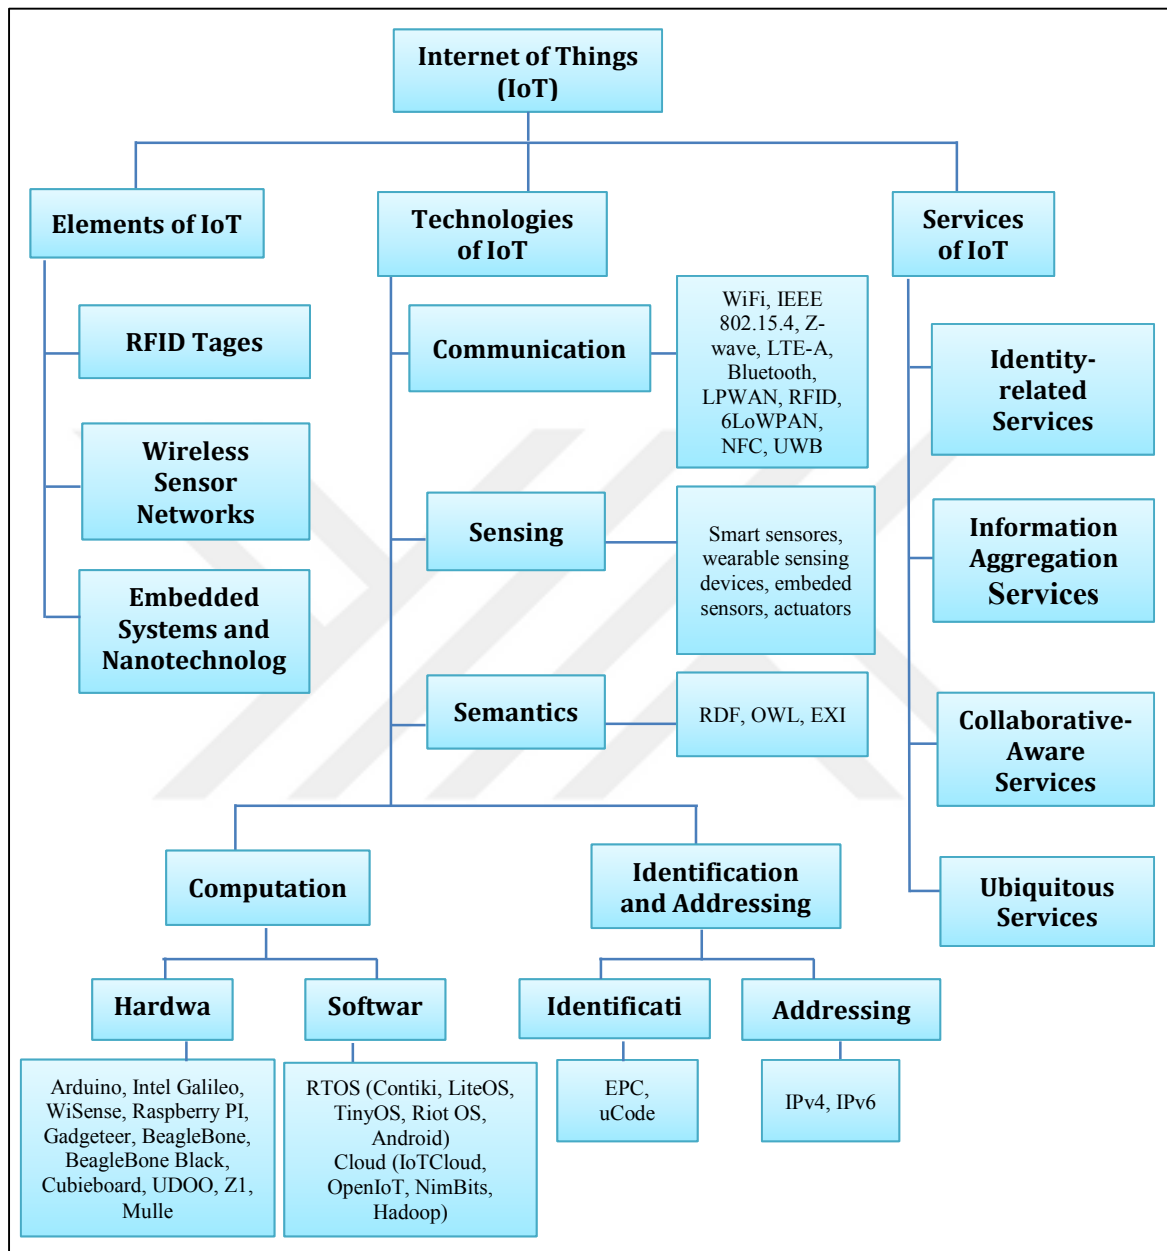 Internet of Things
(IoT)
Elements of IoT
Technologies
of IoT
Services
of IoT
RFID Tages
Wireless
Sensor
Networks
Embedded
Systems and
Nanotechnolog
Communication
WiFi, IEEE
802.15.4, Z-
wave, LTE-A,
Bluetooth,
LPWAN, RFID,
6LoWPAN,
NFC, UWB
Sensing
Smart sensores,
wearable sensing
devices, embeded
sensors, actuators
Semantics
RDF, OWL, EXI
Identity-
related
Services
Information
Aggregation
Services
Collaborative-
Aware
Services
Ubiquitous
Services
Computation
Identification
and Addressing
Hardwa
Softwar
Identificati
Addressing
Arduino, Intel Galileo,
WiSense, Raspberry PI,
Gadgeteer, BeagleBone,
BeagleBone Black,
Cubieboard, UDOO, Z1,
Mulle
RTOS (Contiki, LiteOS,
TinyOS, Riot OS,
Android)
Cloud (IoTCloud,
OpenIoT, NimBits,
Hadoop)
EPC,
uCode
IPv4, IPv6